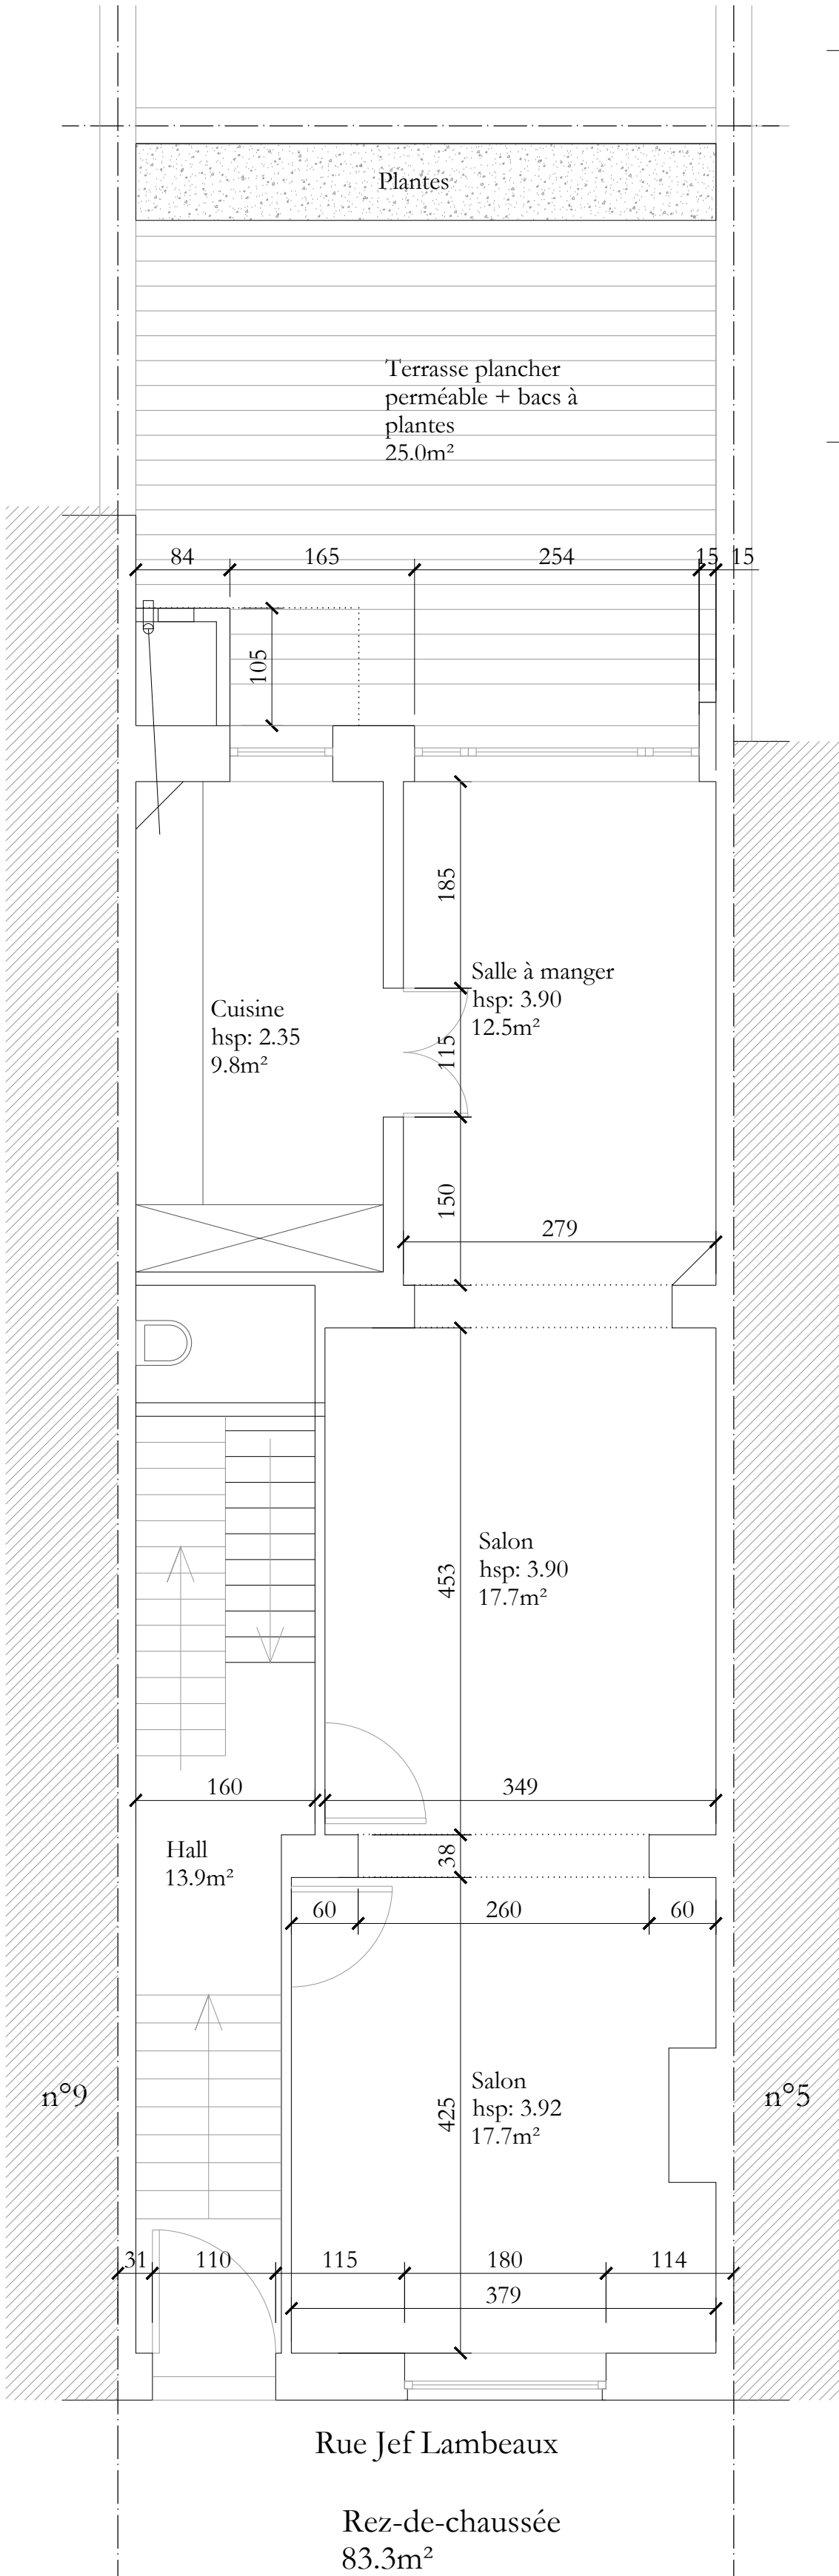 Plantes
Terrasse plancher
perméable + bacs à
plantes
25.0m²
84 165 254 15 15
105
185
Salle à manger
hsp: 3.90
12.5m²
Cuisine
hsp: 2.35
9.8m²
115
150
279
Salon
hsp: 3.90
17.7m²
453
160 349
Hall
13.9m²
38
60 260 60
n°9
Salon
hsp: 3.92
17.7m²
n°5
425
31 110 115 180 114
379
Rue Jef Lambeaux
Rez-de-chaussée
83.3m²